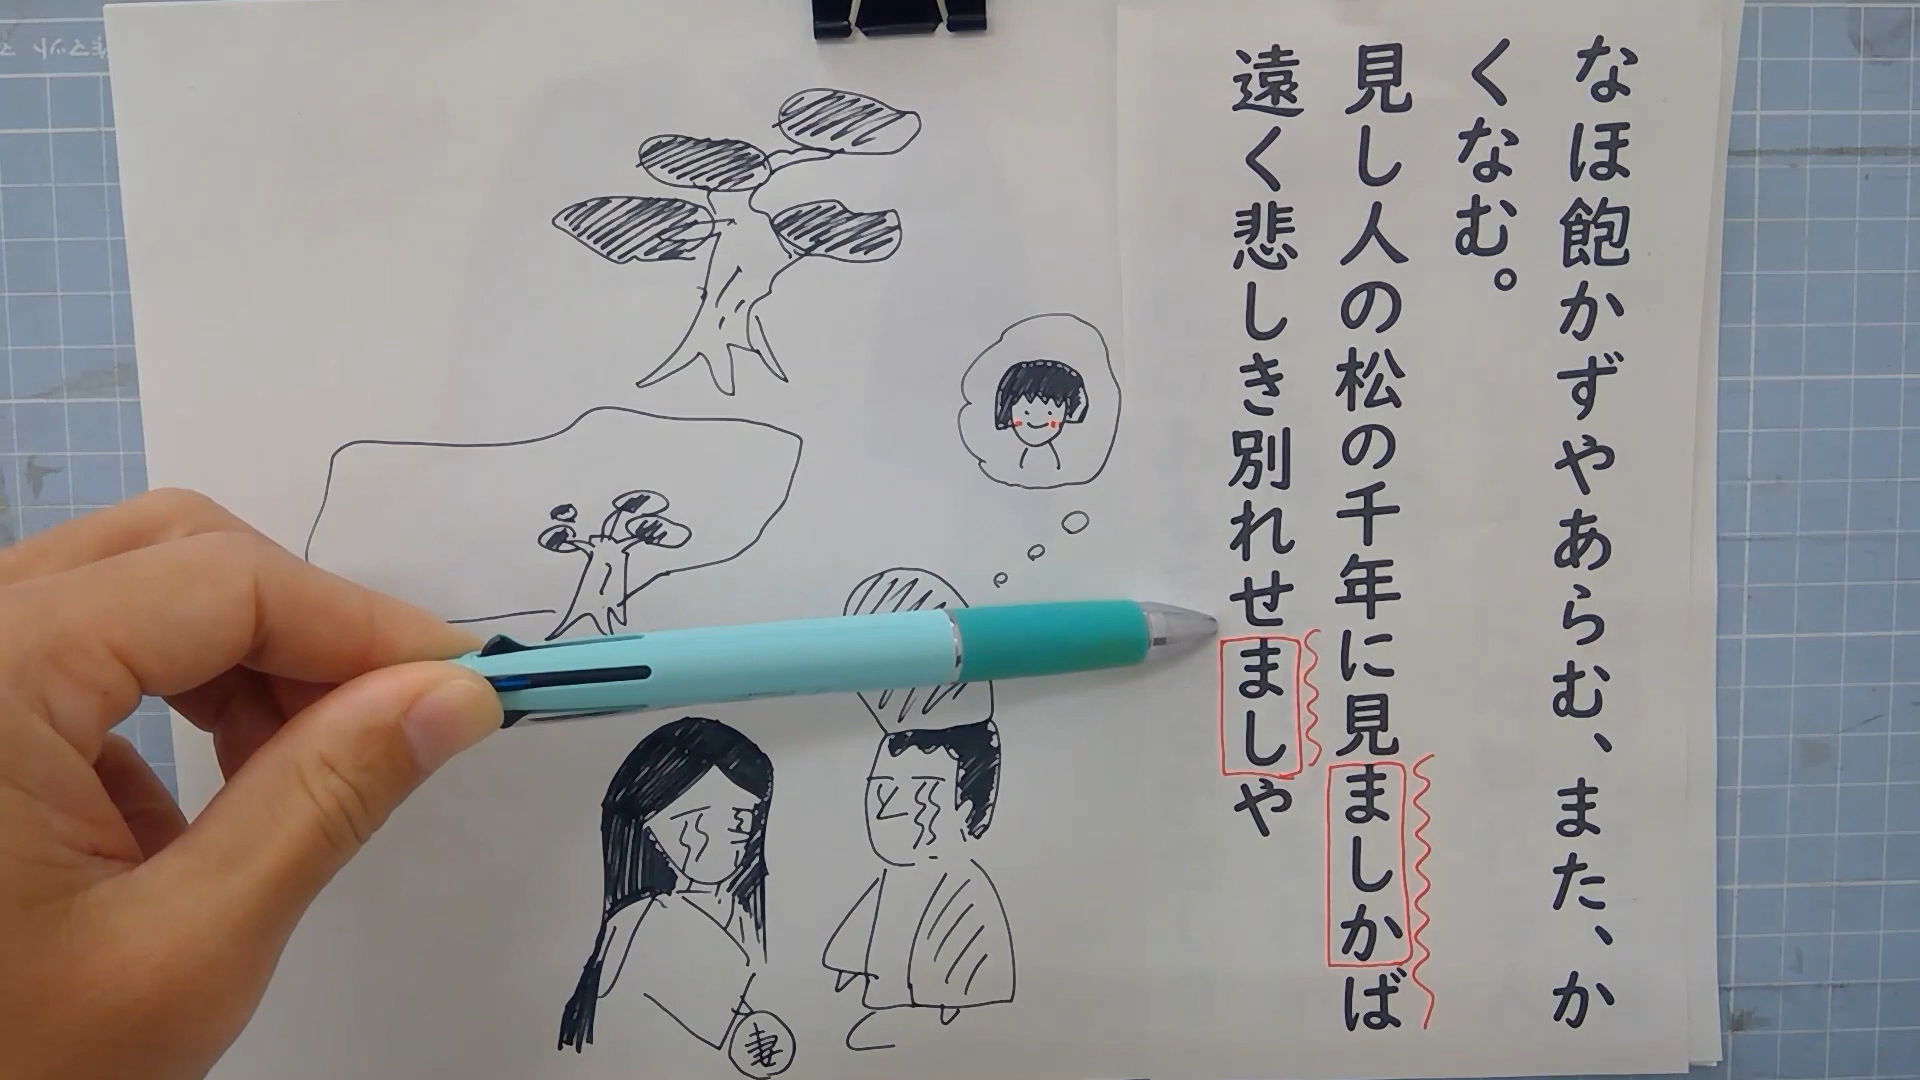 なほ飽かずやあらむ、また、か
くなむ。
見し人の松の千年に見ましかば
遠く悲しき別れせましや
妻